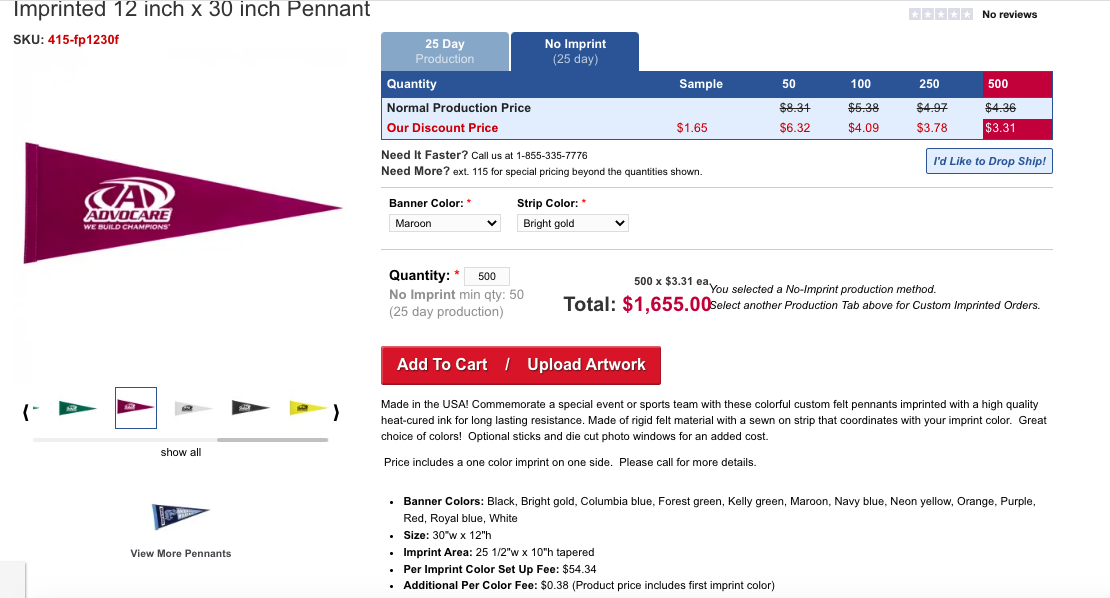 Imprinted 12 inch x 30 inch Pennant
No reviews
SKU: 415-fp1230f
25 Day
Production
No Imprint
(25 day)
Quantity Sample 50 100 250 500
Normal Production Price $8.31 $5.38 $4.97 $4.36
Our Discount Price $1.65 $6.32 $4.09 $3.78 $3.31
Need It Faster? Call us at 1-855-335-7776
Need More? ext. 115 for special pricing beyond the quantities shown.
I'd Like to Drop Ship!
Banner Color: * Strip Color: *
Maroon Bright gold
ADVOCARE
WE BUILD CHAMPIONS
Quantity: * 500
No Imprint min qty: 50
(25 day production)
500 x $3.31 ea.
Total: $1,655.00
You selected a No-Imprint production method.
Select another Production Tab above for Custom Imprinted Orders.
Add To Cart / Upload Artwork
show all
View More Pennants
Made in the USA! Commemorate a special event or sports team with these colorful custom felt pennants imprinted with a high quality
heat-cured ink for long lasting resistance. Made of rigid felt material with a sewn on strip that coordinates with your imprint color. Great
choice of colors! Optional sticks and die cut photo windows for an added cost.
Price includes a one color imprint on one side. Please call for more details.
• Banner Colors: Black, Bright gold, Columbia blue, Forest green, Kelly green, Maroon, Navy blue, Neon yellow, Orange, Purple,
Red, Royal blue, White
• Size: 30"w x 12"h
• Imprint Area: 25 1/2"w x 10"h tapered
• Per Imprint Color Set Up Fee: $54.34
• Additional Per Color Fee: $0.38 (Product price includes first imprint color)